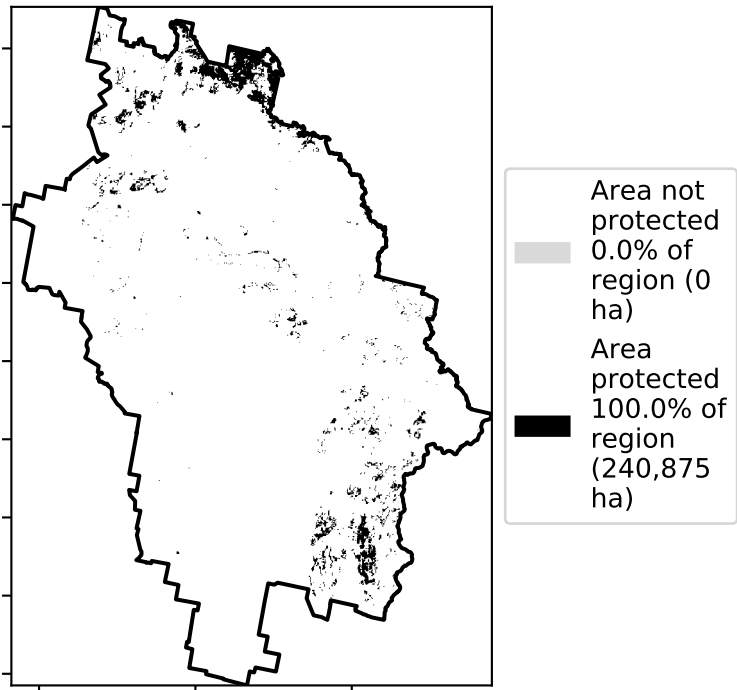 Area not
protected
0.0% of
region (0
ha)
Area
protected
100.0% of
region
(240,875
ha)